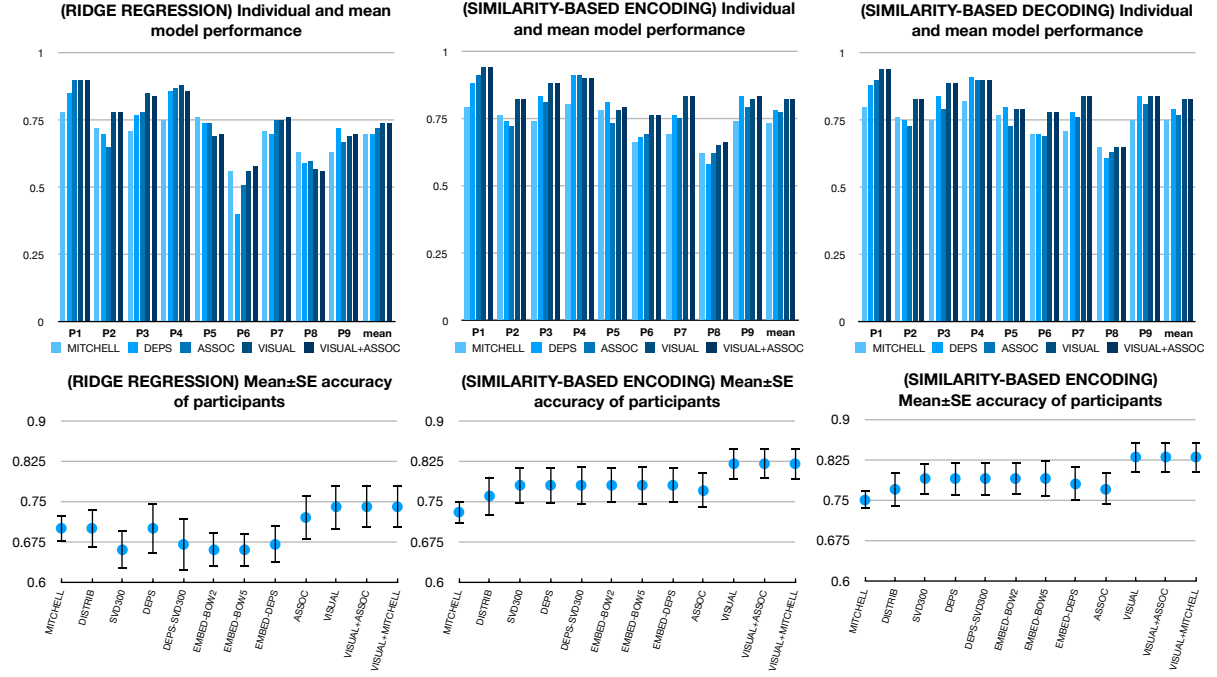 (RIDGE REGRESSION) Individual and mean
model performance
1
0.75
0.5
0.25
0
P1 P2 P3 P4 P5 P6 P7 P8 P9 mean
MITCHELL DEPS ASSOC VISUAL VISUAL+ASSOC
(SIMILARITY-BASED ENCODING) Individual
and mean model performance
1
0.75
0.5
0.25
0
P1 P2 P3 P4 P5 P6 P7 P8 P9 mean
MITCHELL DEPS ASSOC VISUAL VISUAL+ASSOC
(SIMILARITY-BASED DECODING) Individual
and mean model performance
1
0.75
0.5
0.25
0
P1 P2 P3 P4 P5 P6 P7 P8 P9 Mean
MITCHELL DEPS ASSOC VISUAL VISUAL+ASSOC
(RIDGE REGRESSION) Mean±SE accuracy
of participants
0.9
0.825
0.75
0.675
0.6
MITCHELL
DISTRIB
SVD300
DEPS
DEPS-SVD300
EMBED-BOW2
EMBED-BOW5
EMBED-DEPS
ASSOC
VISUAL
VISUAL+ASSOC
VISUAL+MITCHELL
(SIMILARITY-BASED ENCODING) Mean±SE
accuracy of participants
0.9
0.825
0.75
0.675
0.6
MITCHELL
DISTRIB
SVD300
DEPS
DEPS-SVD300
EMBED-BOW2
EMBED-BOW5
EMBED-DEPS
ASSOC
VISUAL
VISUAL+ASSOC
VISUAL+MITCHELL
(SIMILARITY-BASED ENCODING)
Mean±SE accuracy of participants
0.9
0.825
0.75
0.675
0.6
MITCHELL
DISTRIB
SVD300
DEPS
DEPS-SVD300
EMBED-BOW2
EMBED-BOW5
EMBED-DEPS
ASSOC
VISUAL
VISUAL+ASSOC
VISUAL+MITCHELL